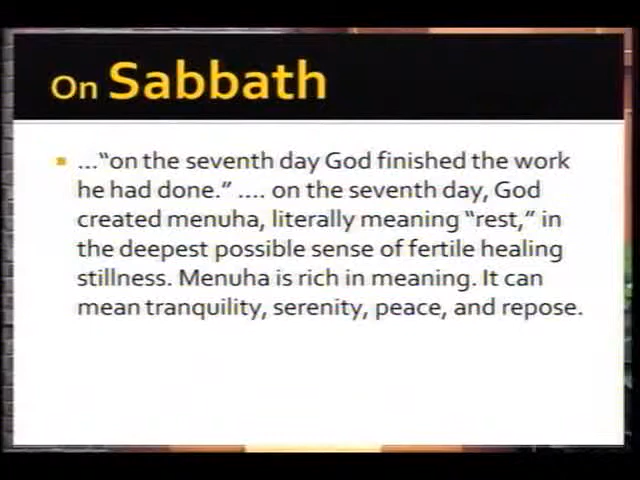 On Sabbath
..."on the seventh day God finished the work
he had done." .... on the seventh day, God
created menuha, literally meaning "rest," in
the deepest possible sense of fertile healing
stillness. Menuha is rich in meaning. It can
mean tranquility, serenity, peace, and repose.